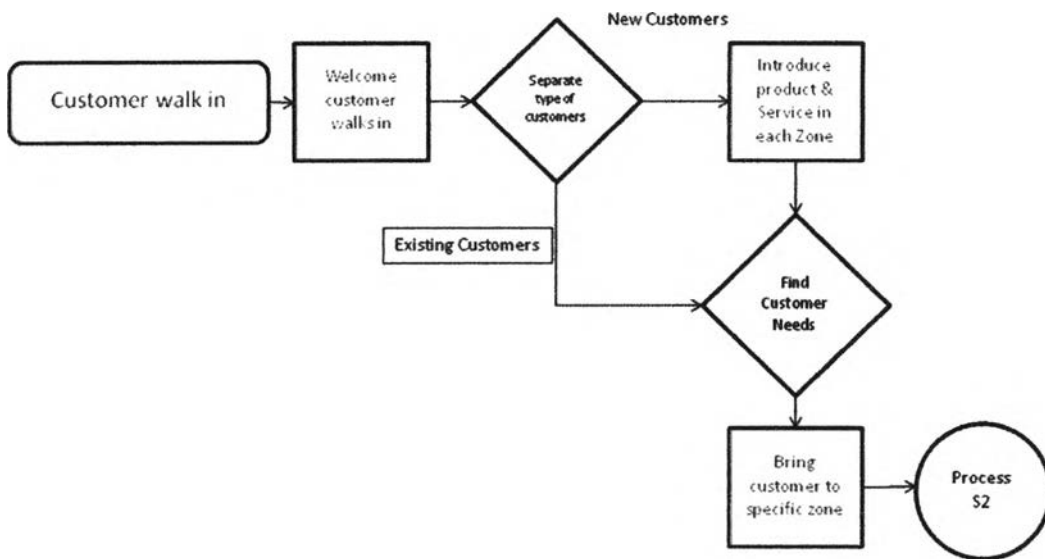 New Customers
Customer walk in
Welcome
customer
walks in
Separate
type of
customers
Introduce
product &
Service in
each Zone
Existing Customers
Find
Customer
Needs
Bring
customer to
specific zone
Process
S2